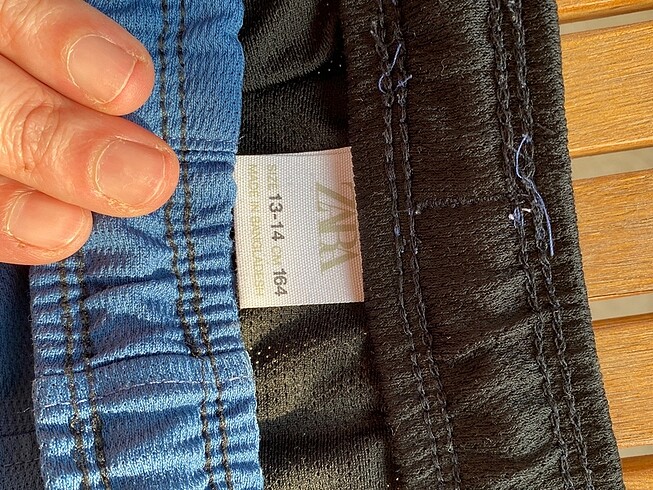 ZARA
SIZE 13-14 CM 164
MADE IN BANGLADESH